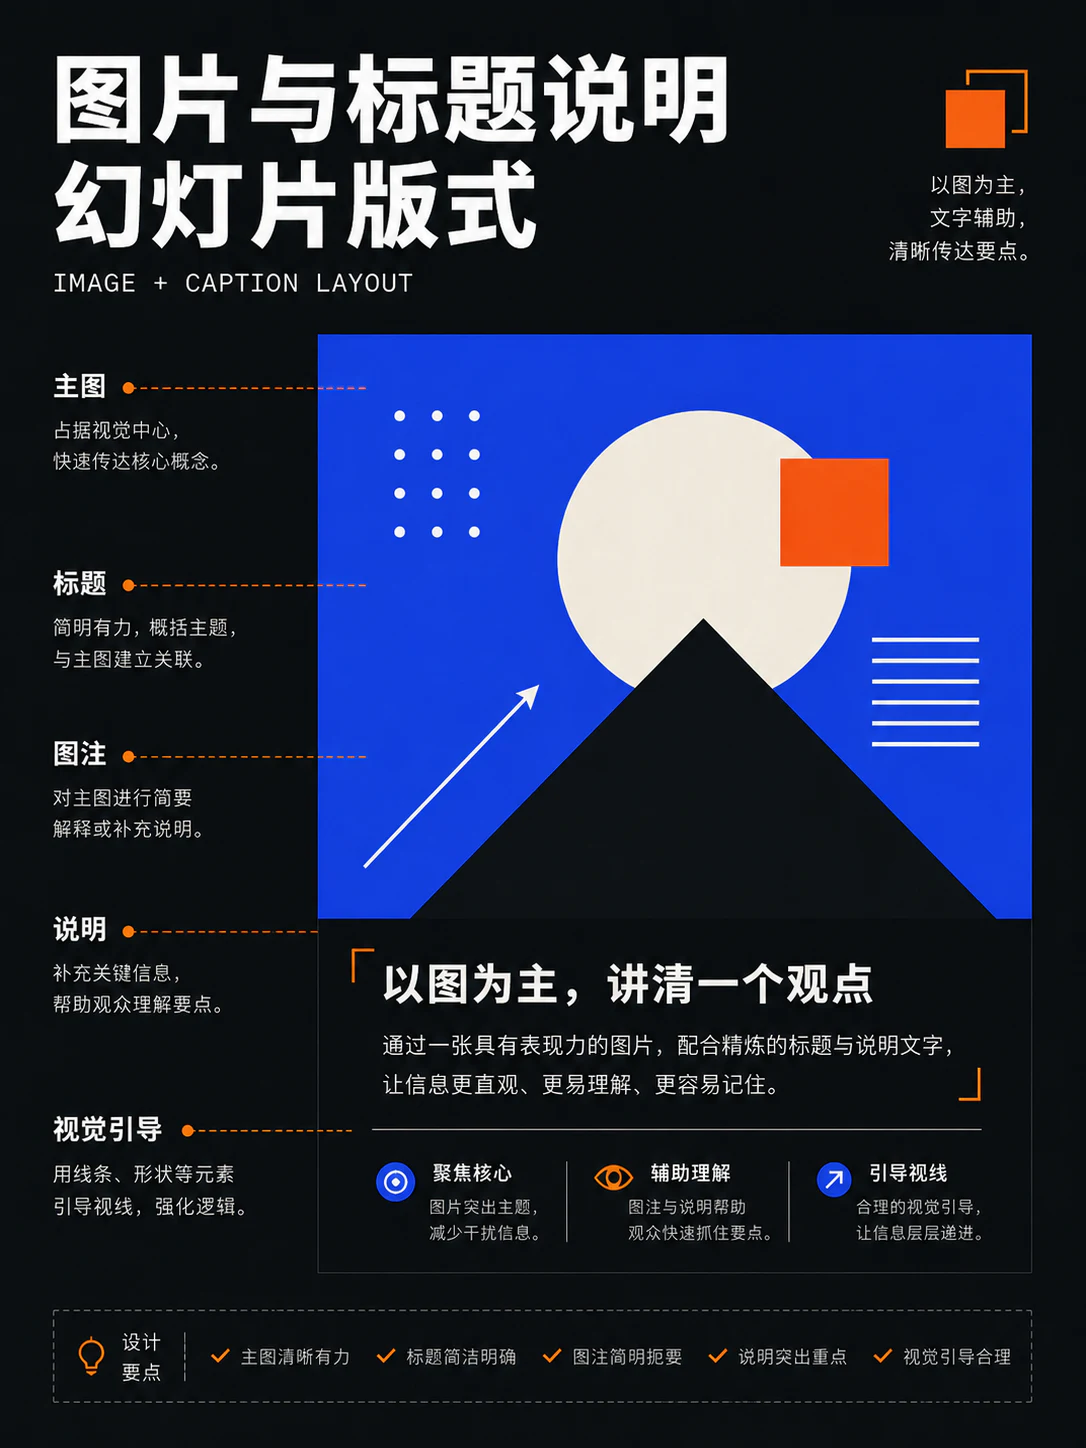 图片与标题说明
幻灯片版式
IMAGE + CAPTION LAYOUT
以图为主，
文字辅助，
清晰传达要点。
主图
占据视觉中心，
快速传达核心概念。
标题
简明有力，概括主题，
与主图建立关联。
图注
对主图进行简要
解释或补充说明。
说明
补充关键信息，
帮助观众理解要点。
视觉引导
用线条、形状等元素
引导视线，强化逻辑。
以图为主，讲清一个观点
通过一张具有表现力的图片，配合精炼的标题与说明文字，
让信息更直观、更易理解、更容易记住。
聚焦核心
图片突出主题，
减少干扰信息。
辅助理解
图注与说明帮助
观众快速抓住要点。
引导视线
合理的视觉引导，
让信息层层递进。
设计
要点
主图清晰有力
标题简洁明确
图注简明扼要
说明突出重点
视觉引导合理